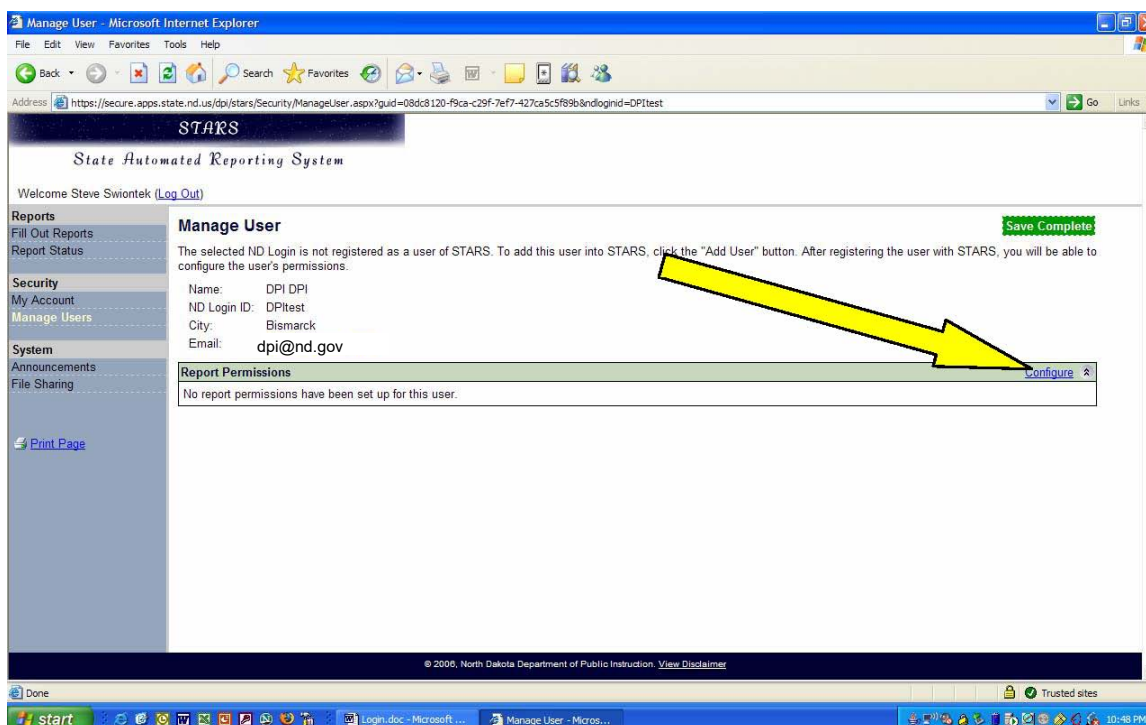 Manage User - Microsoft Internet Explorer
File Edit View Favorites Tools Help
Back Search Favorites
Address https://secure.apps.state.nd.us/dpi/stars/Security/ManageUser.aspx?guid=08dc8120-f9ca-c29f-7ef7-427ca5c5f89b&ndloginid=DPItest Go Links
STARS
State Automated Reporting System
Welcome Steve Swiontek (Log Out)
Reports
Fill Out Reports
Report Status
Security
My Account
Manage Users
System
Announcements
File Sharing
Print Page
Manage User
Save Complete
The selected ND Login is not registered as a user of STARS. To add this user into STARS, click the "Add User" button. After registering the user with STARS, you will be able to
configure the user's permissions.
Name: DPI DPI
ND Login ID: DPItest
City: Bismarck
Email: dpi@nd.gov
Report Permissions Configure
No report permissions have been set up for this user.
© 2006, North Dakota Department of Public Instruction. View Disclaimer
Done Trusted sites
start Login.doc - Microsoft ... Manage User - Micros... 10:48 PM